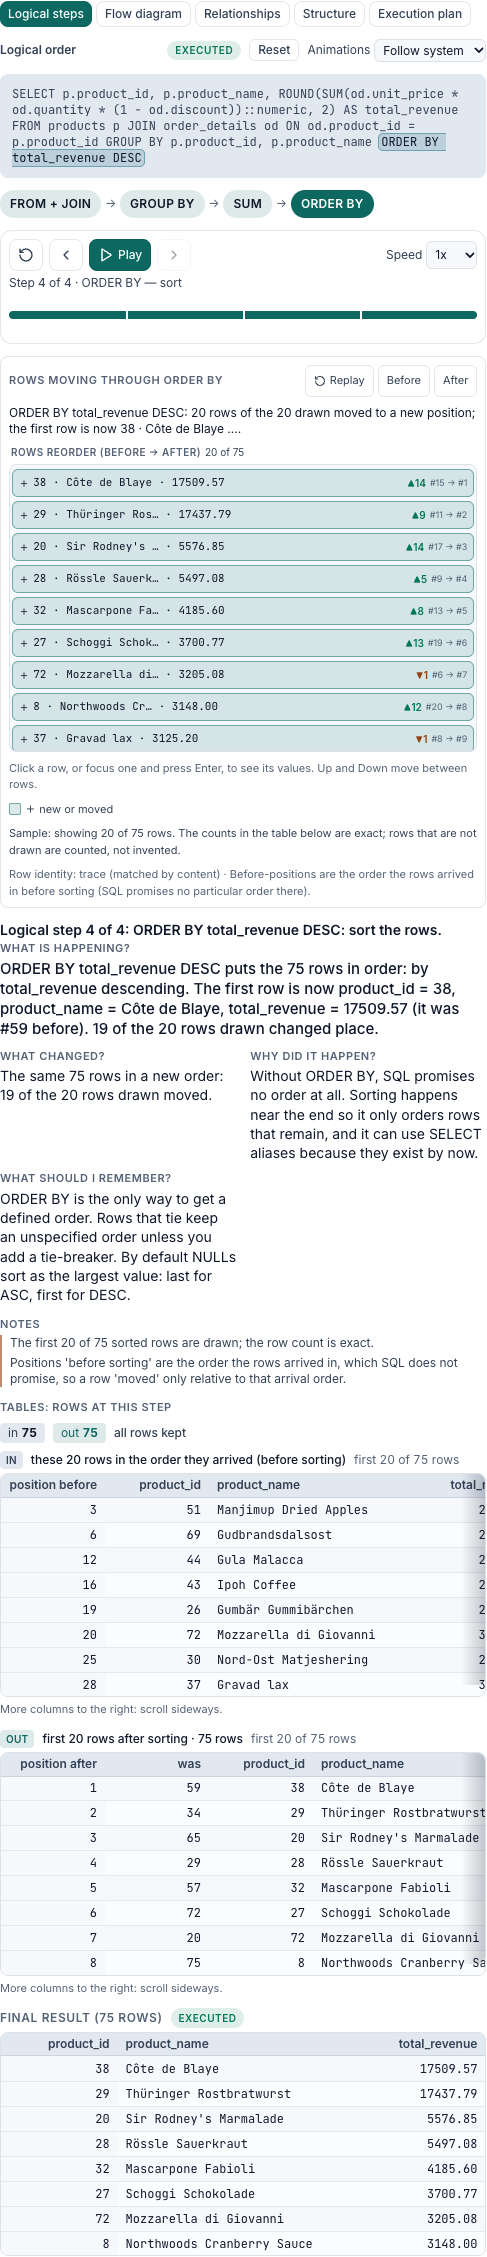 Logical steps Flow diagram Relationships Structure Execution plan
Logical order EXECUTED Reset Animations Follow system
SELECT p.product_id, p.product_name, ROUND(SUM(od.unit_price *
od.quantity * (1 - od.discount))::numeric, 2) AS total_revenue
FROM products p JOIN order_details od ON od.product_id =
p.product_id GROUP BY p.product_id, p.product_name ORDER BY
total_revenue DESC
FROM + JOIN → GROUP BY → SUM → ORDER BY
Play Speed 1x
Step 4 of 4 · ORDER BY — sort
ROWS MOVING THROUGH ORDER BY Replay Before After
ORDER BY total_revenue DESC: 20 rows of the 20 drawn moved to a new position;
the first row is now 38 · Côte de Blaye ….
ROWS REORDER (BEFORE → AFTER) 20 of 75
+ 38 · Côte de Blaye · 17509.57 ▲14 #15 → #1
+ 29 · Thüringer Ros… · 17437.79 ▲9 #11 → #2
+ 20 · Sir Rodney's … · 5576.85 ▲14 #17 → #3
+ 28 · Rössle Sauerk… · 5497.08 ▲5 #9 → #4
+ 32 · Mascarpone Fa… · 4185.60 ▲8 #13 → #5
+ 27 · Schoggi Schok… · 3700.77 ▲13 #19 → #6
+ 72 · Mozzarella di… · 3205.08 ▼1 #6 → #7
+ 8 · Northwoods Cr… · 3148.00 ▲12 #20 → #8
+ 37 · Gravad lax · 3125.20 ▼1 #8 → #9
Click a row, or focus one and press Enter, to see its values. Up and Down move between
rows.
+ new or moved
Sample: showing 20 of 75 rows. The counts in the table below are exact; rows that are not
drawn are counted, not invented.
Row identity: trace (matched by content) · Before-positions are the order the rows arrived
in before sorting (SQL promises no particular order there).
Logical step 4 of 4: ORDER BY total_revenue DESC: sort the rows.
WHAT IS HAPPENING?
ORDER BY total_revenue DESC puts the 75 rows in order: by
total_revenue descending. The first row is now product_id = 38,
product_name = Côte de Blaye, total_revenue = 17509.57 (it was
#59 before). 19 of the 20 rows drawn changed place.
WHAT CHANGED?
The same 75 rows in a new order:
19 of the 20 rows drawn moved.
WHY DID IT HAPPEN?
Without ORDER BY, SQL promises
no order at all. Sorting happens
near the end so it only orders rows
that remain, and it can use SELECT
aliases because they exist by now.
WHAT SHOULD I REMEMBER?
ORDER BY is the only way to get a
defined order. Rows that tie keep
an unspecified order unless you
add a tie-breaker. By default NULLs
sort as the largest value: last for
ASC, first for DESC.
NOTES
The first 20 of 75 sorted rows are drawn; the row count is exact.
Positions 'before sorting' are the order the rows arrived in, which SQL does not
promise, so a row 'moved' only relative to that arrival order.
TABLES: ROWS AT THIS STEP
in 75 out 75 all rows kept
IN these 20 rows in the order they arrived (before sorting) first 20 of 75 rows
position before product_id product_name total_r
3 51 Manjimup Dried Apples 2
6 69 Gudbrandsdalsost 2
12 44 Gula Malacca 2
16 43 Ipoh Coffee 2
19 26 Gumbär Gummibärchen 2
20 72 Mozzarella di Giovanni 3
25 30 Nord-Ost Matjeshering 2
28 37 Gravad lax 3
More columns to the right: scroll sideways.
OUT first 20 rows after sorting · 75 rows first 20 of 75 rows
position after was product_id product_name
1 59 38 Côte de Blaye
2 34 29 Thüringer Rostbratwurst
3 65 20 Sir Rodney's Marmalade
4 29 28 Rössle Sauerkraut
5 57 32 Mascarpone Fabioli
6 72 27 Schoggi Schokolade
7 20 72 Mozzarella di Giovanni
8 75 8 Northwoods Cranberry Sa
More columns to the right: scroll sideways.
FINAL RESULT (75 ROWS) EXECUTED
product_id product_name total_revenue
38 Côte de Blaye 17509.57
29 Thüringer Rostbratwurst 17437.79
20 Sir Rodney's Marmalade 5576.85
28 Rössle Sauerkraut 5497.08
32 Mascarpone Fabioli 4185.60
27 Schoggi Schokolade 3700.77
72 Mozzarella di Giovanni 3205.08
8 Northwoods Cranberry Sauce 3148.00